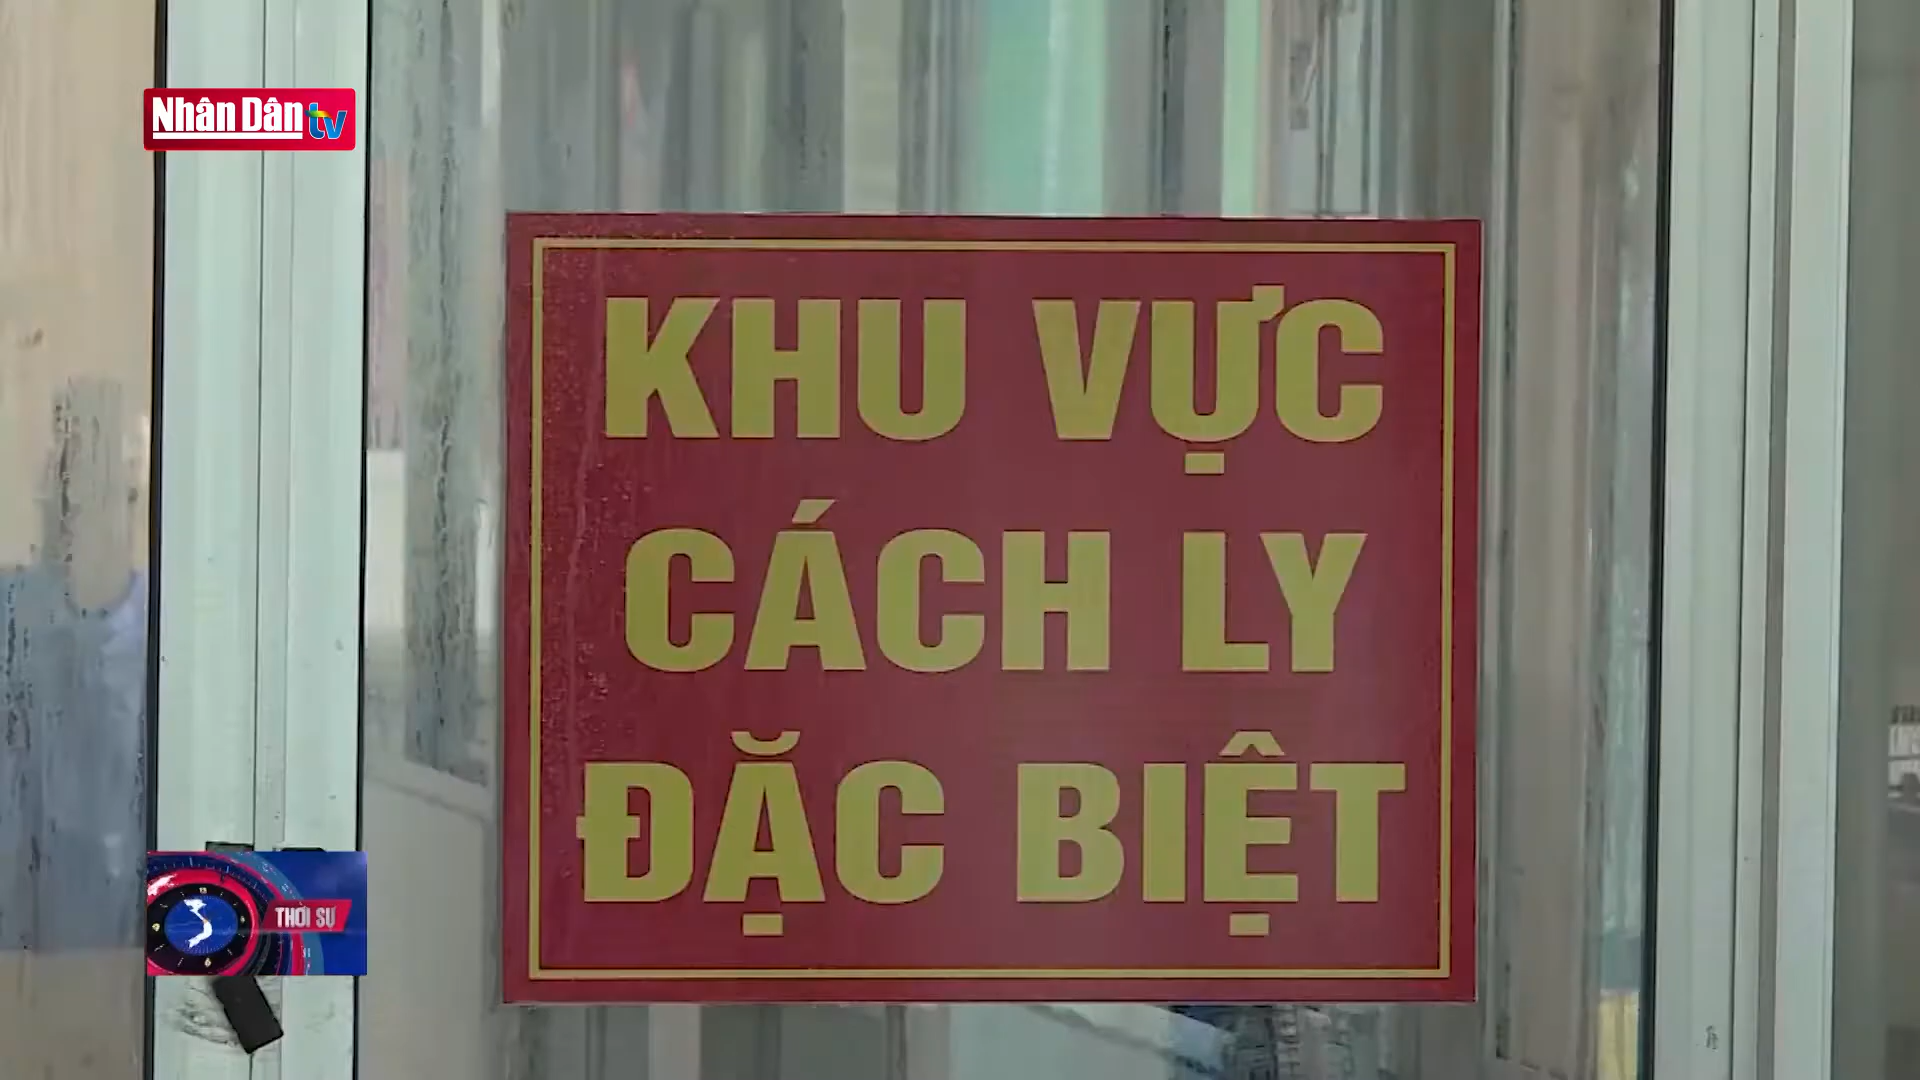 Nhân Dân tv
KHU VỰC
CÁCH LY
ĐẶC BIỆT
THỜI SỰ